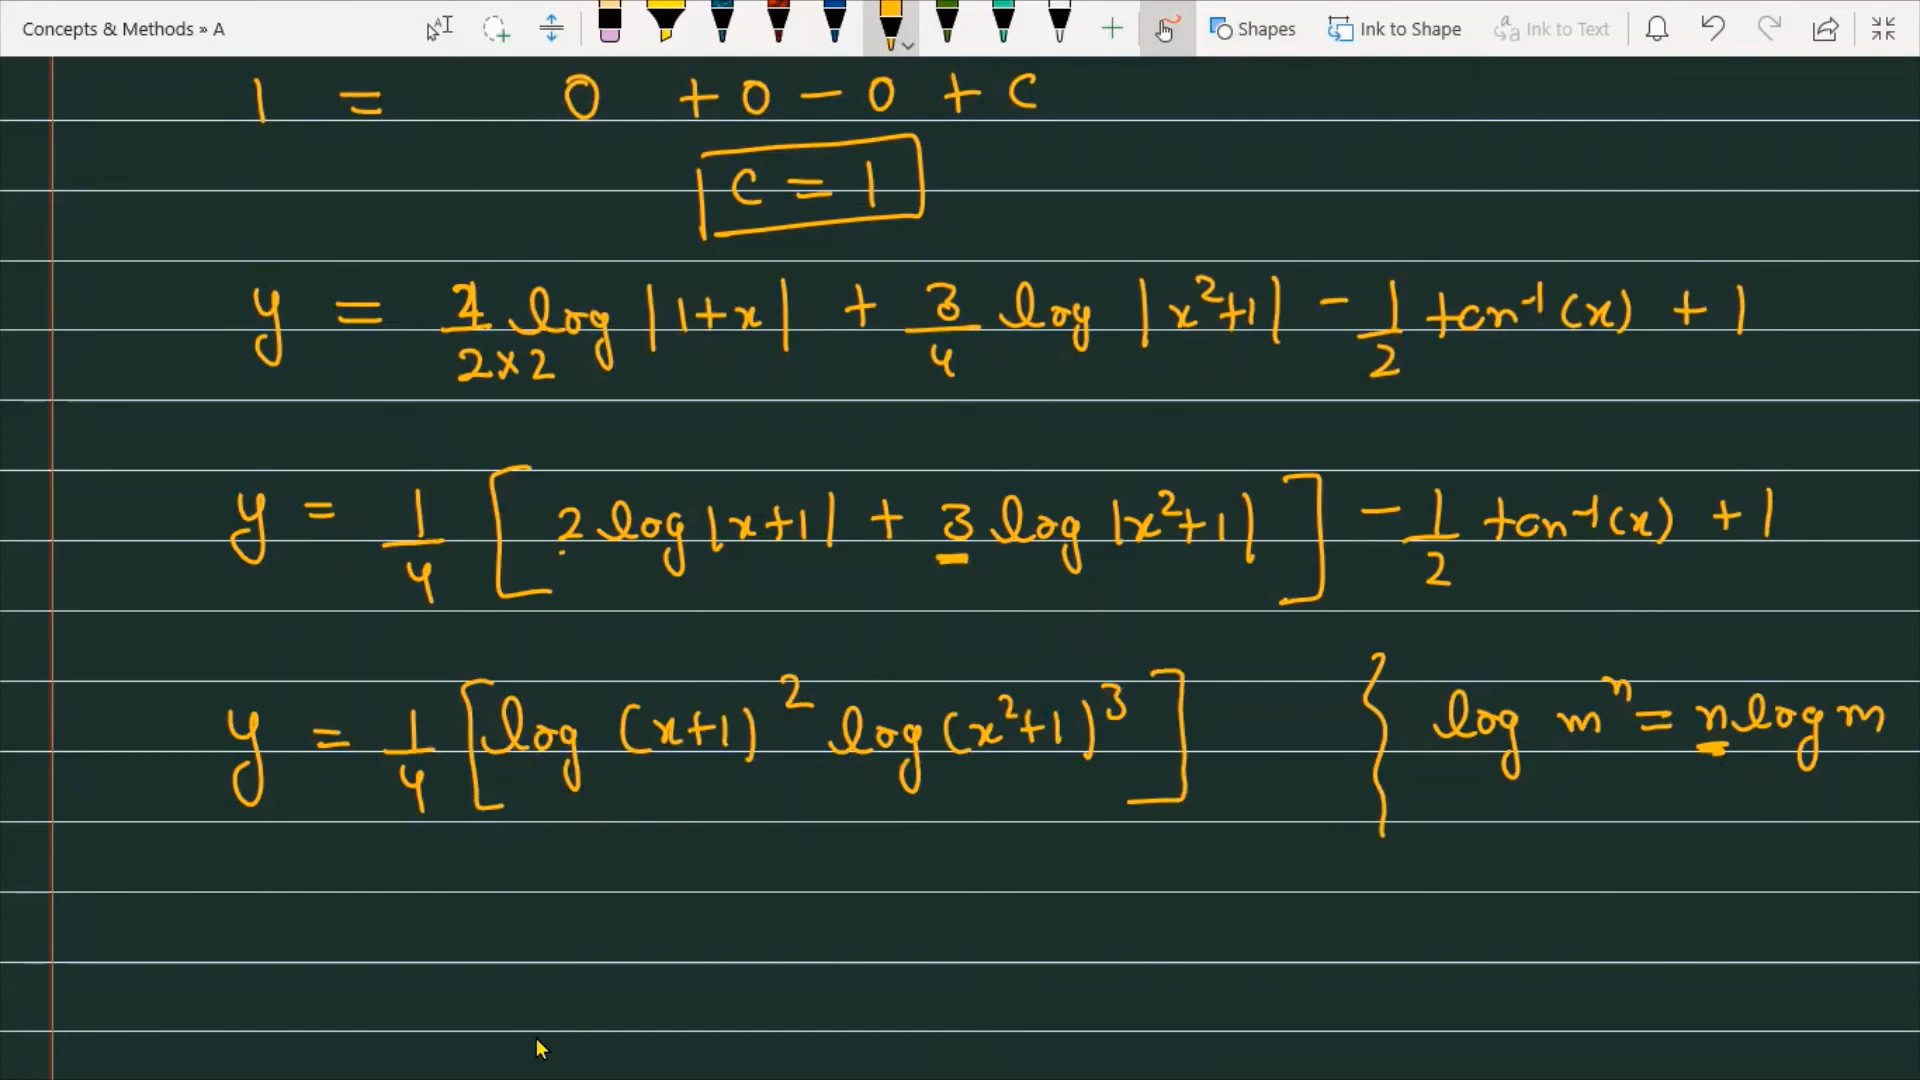 Concepts & Methods » A Shapes Ink to Shape Ink to Text
1 = 0 + 0 - 0 + c
c = 1
y = 2/2×2 log |1+x| + 3/4 log |x²+1| - 1/2 tan⁻¹(x) + 1
y = 1/4 [2 log |x+1| + 3 log |x²+1|] - 1/2 tan⁻¹(x) + 1
y = 1/4 [log (x+1)² log (x²+1)³] { log mⁿ = n log m